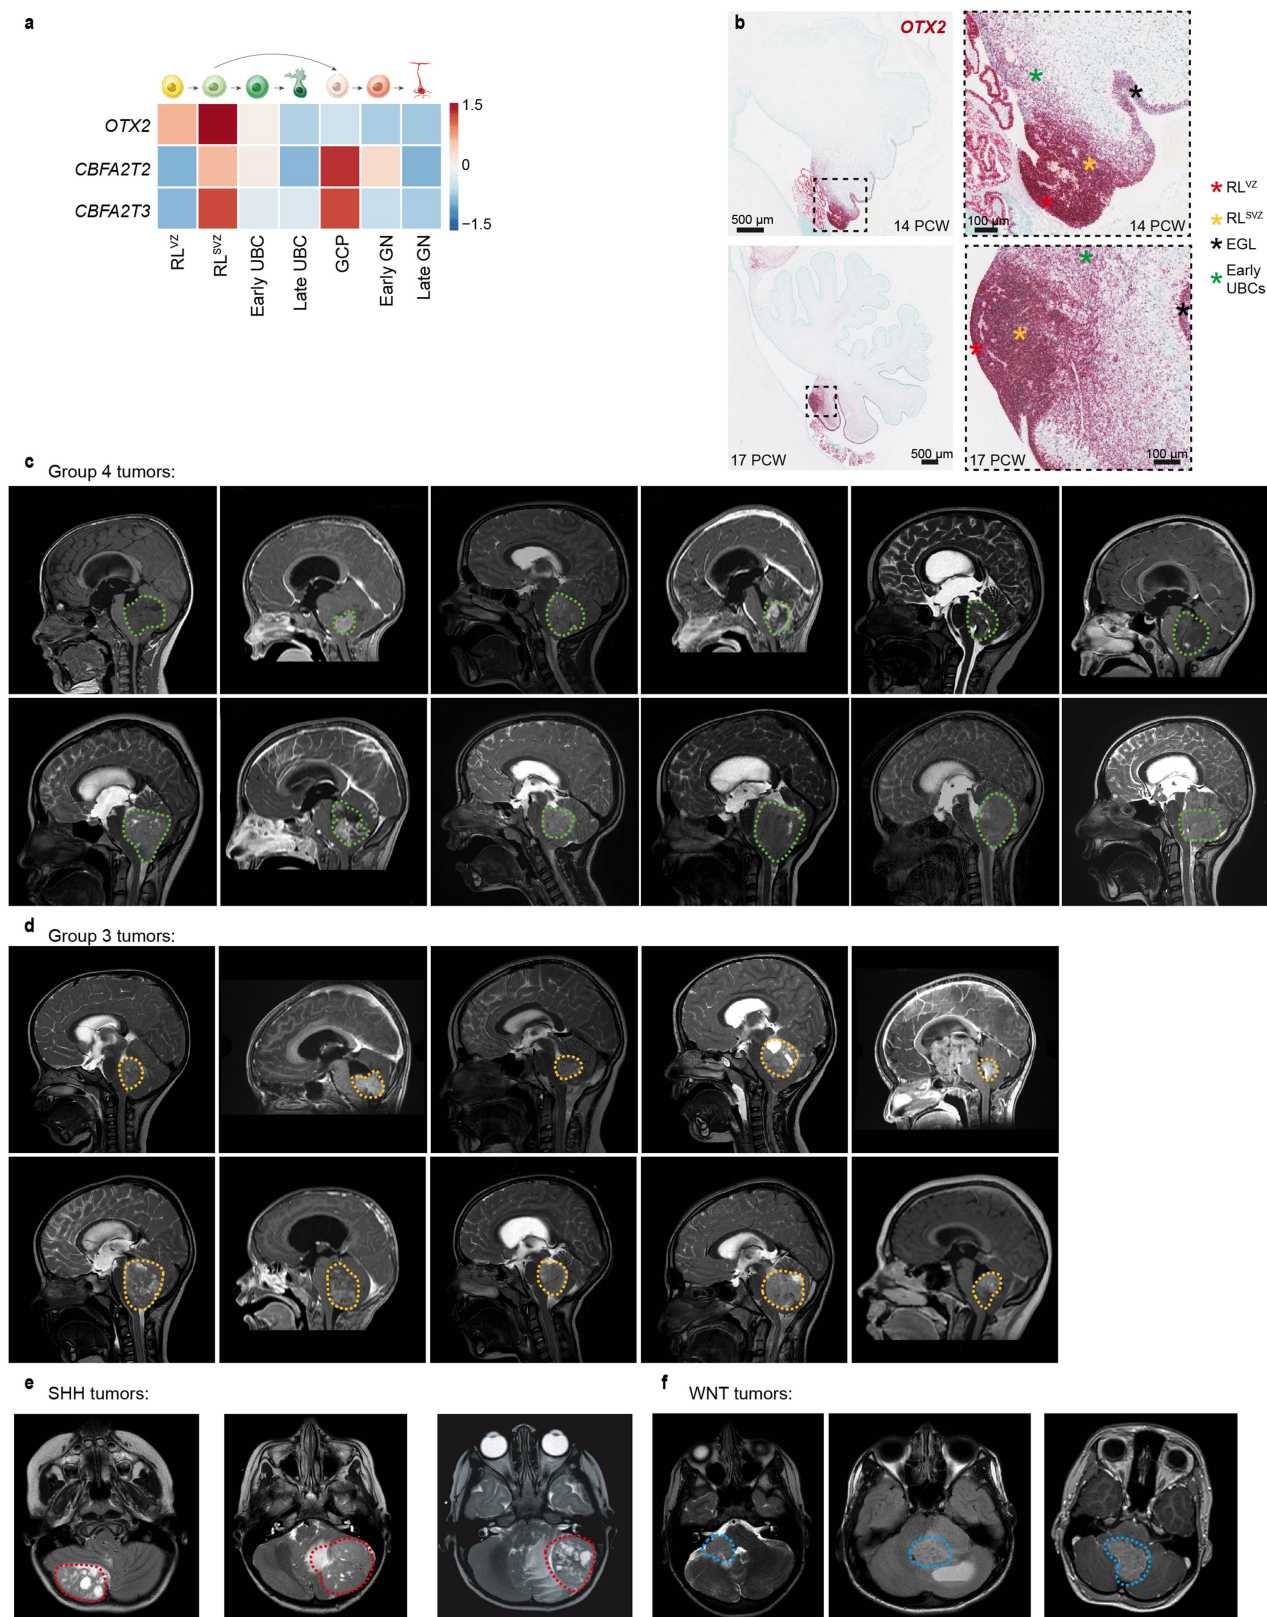 a
OTX2
CBFA2T2
CBFA2T3
1.5
0
−1.5
RLVZ
RLSVZ
Early UBC
Late UBC
GCP
Early GN
Late GN
b
OTX2
500 µm
14 PCW
100 µm
14 PCW
17 PCW
500 µm
17 PCW
100 µm
* RLVZ
* RLSVZ
* EGL
* Early
UBCs
c
Group 4 tumors:
d
Group 3 tumors:
e
SHH tumors:
f
WNT tumors: